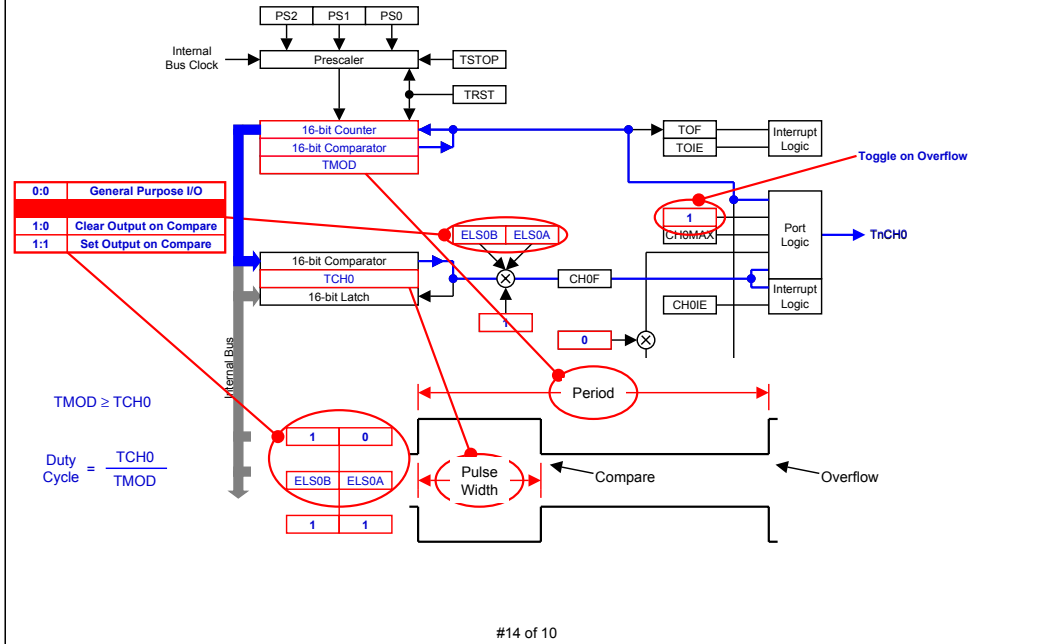 PS2 PS1 PS0
Internal
Bus Clock
Prescaler
TSTOP
TRST
16-bit Counter
16-bit Comparator
TMOD
TOF
TOIE
Interrupt
Logic
Toggle on Overflow
0:0 General Purpose I/O
1:0 Clear Output on Compare
1:1 Set Output on Compare
ELS0B ELS0A
1
CH0MAX
Port
Logic
TnCH0
16-bit Comparator
TCH0
16-bit Latch
CH0F
Interrupt
Logic
CH0IE
1
0
Internal Bus
Period
TMOD ≥ TCH0
1 0
Duty
Cycle
= TCH0
TMOD
ELS0B ELS0A
Pulse
Width
Compare
Overflow
1 1
#14 of 10